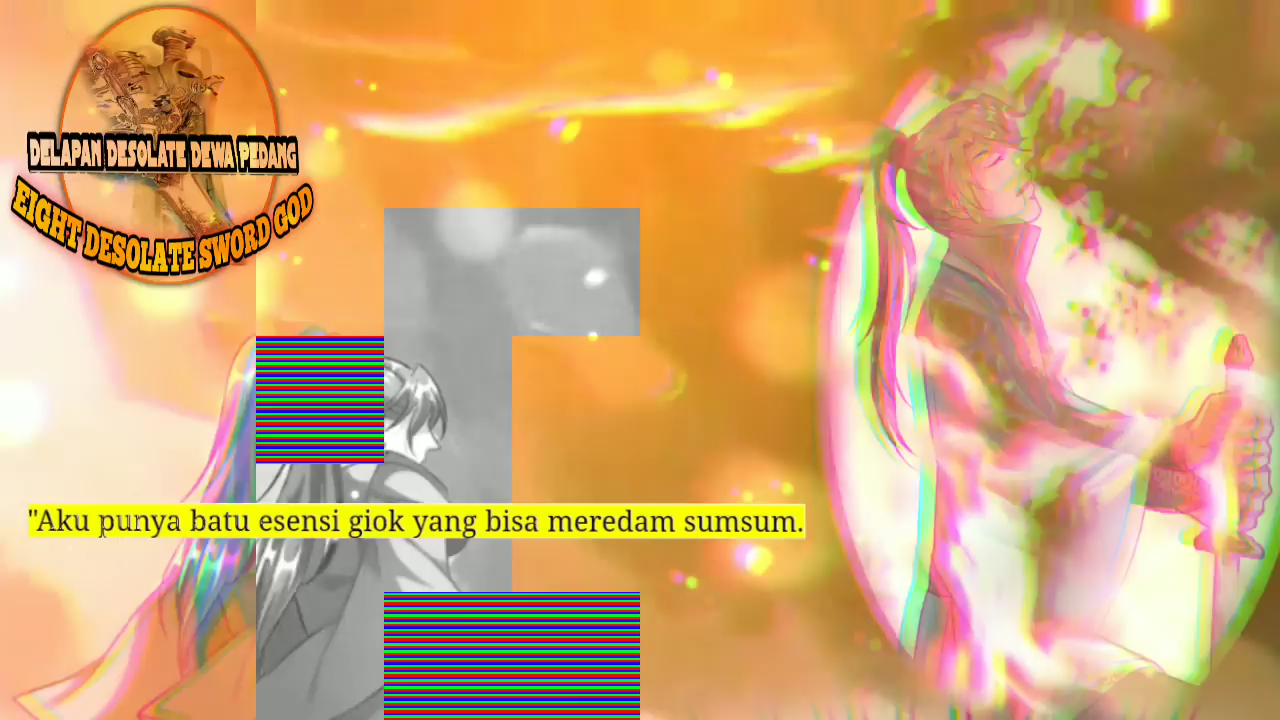 DELAPAN DESOLATE DEWA PEDANG
EIGHT DESOLATE SWORD GOD
"Aku punya batu esensi giok yang bisa meredam sumsum.